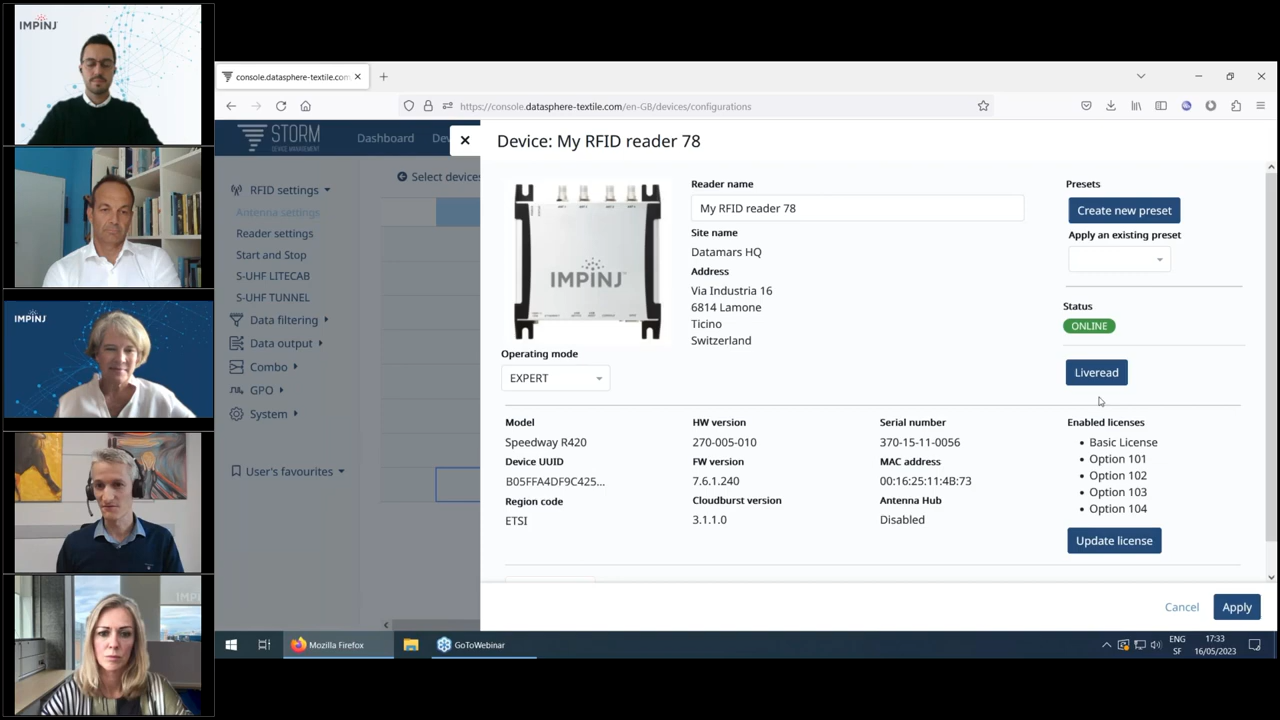 IMPINJ
IMPINJ
console.datasphere-textile.com
https://console.datasphere-textile.com/en-GB/devices/configurations
STORM
DEVICE MANAGEMENT
Dashboard
RFID settings
Antenna settings
Reader settings
Start and Stop
S-UHF LITECAB
S-UHF TUNNEL
Data filtering
Data output
Combo
GPO
System
User's favourites
Select devices
Device: My RFID reader 78
IMPINJ
Operating mode
EXPERT
Reader name
My RFID reader 78
Site name
Datamars HQ
Address
Via Industria 16
6814 Lamone
Ticino
Switzerland
Presets
Create new preset
Apply an existing preset
Status
ONLINE
Liveread
Model
Speedway R420
Device UUID
B05FFA4DF9C425...
Region code
ETSI
HW version
270-005-010
FW version
7.6.1.240
Cloudburst version
3.1.1.0
Serial number
370-15-11-0056
MAC address
00:16:25:11:4B:73
Antenna Hub
Disabled
Enabled licenses
• Basic License
• Option 101
• Option 102
• Option 103
• Option 104
Update license
Cancel
Apply
Mozilla Firefox
GoToWebinar
ENG
SF
17:33
16/05/2023